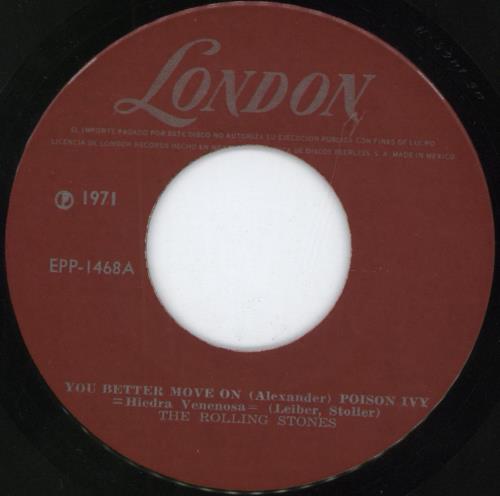 LONDON
EL IMPORTE PAGADO POR ESTE DISCO NO AUTORIZA SU EJECUCION PUBLICA CON FINES DE LUCRO
LICENCIA DE LONDON RECORDS HECHO EN DE DISCOS PEERLESS, S. A. MADE IN MEXICO
Ⓟ 1971
EPP-1468A
YOU BETTER MOVE ON (Alexander) POISON IVY
=Hiedra Venenosa= (Leiber, Stoller)
THE ROLLING STONES